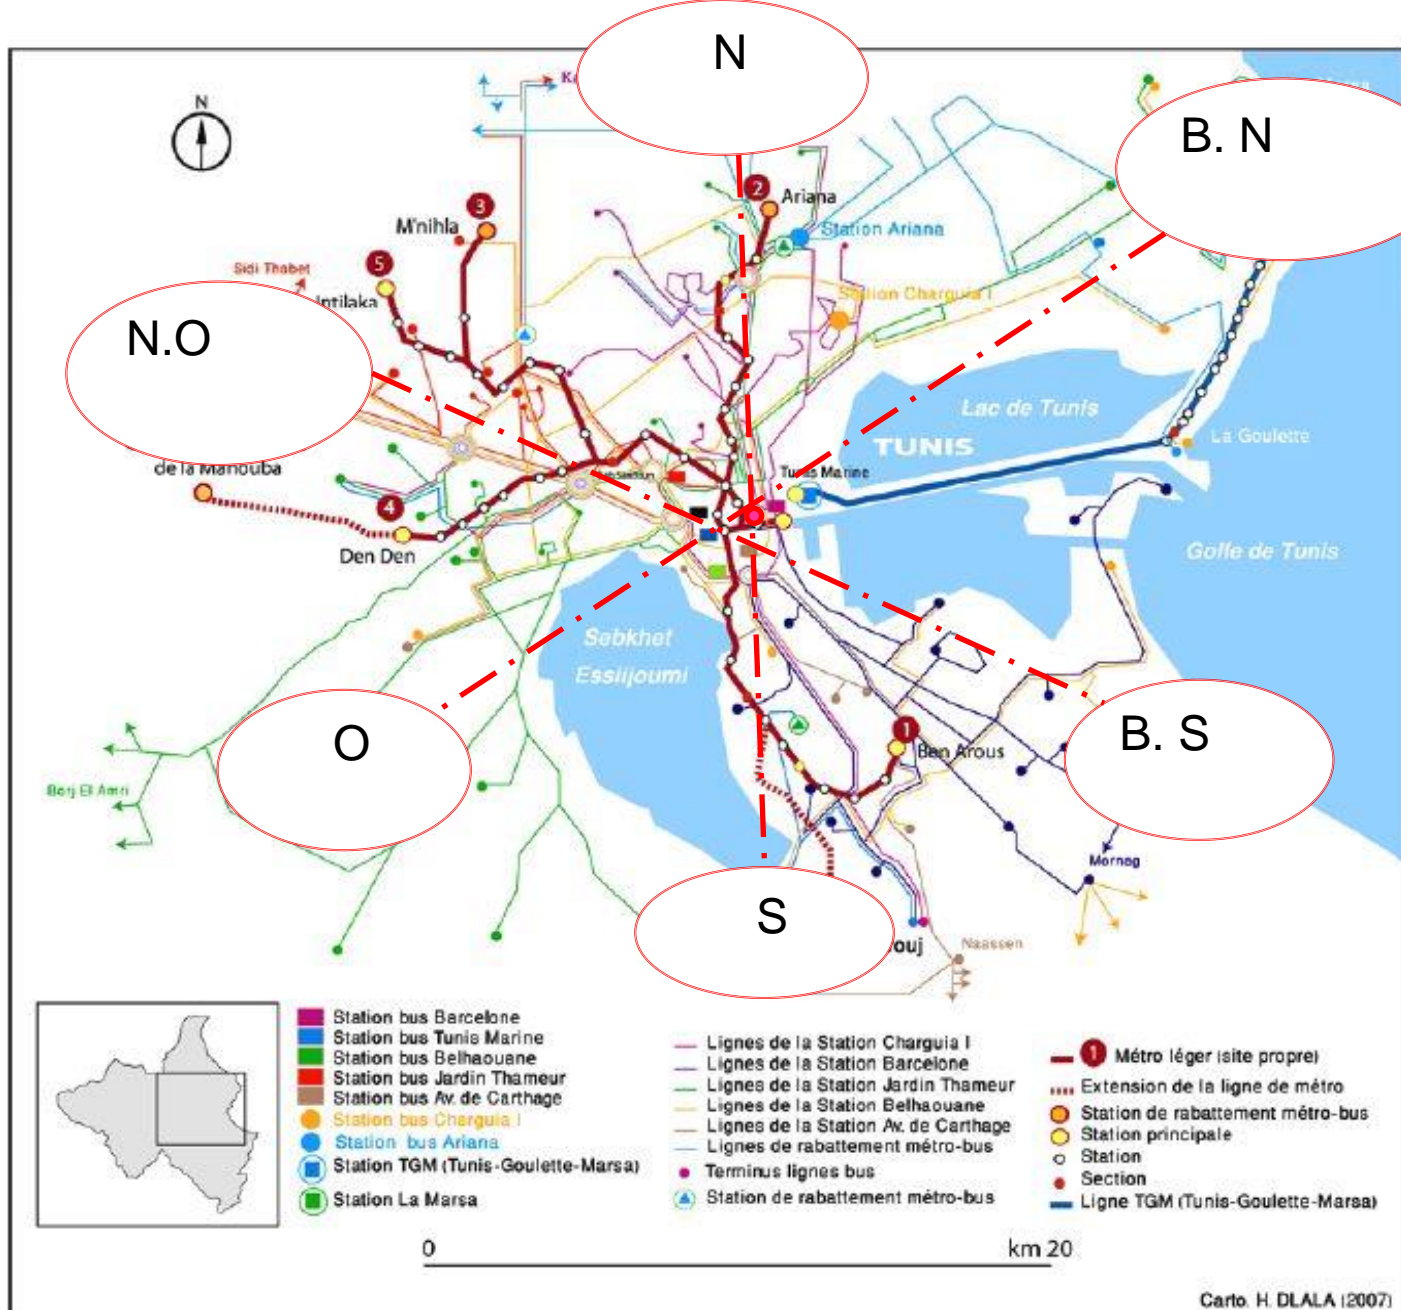 N
B. N
N
2
Ariana
3
M'nihla
Station Ariana
5
Sidi Thabet
Intilaka
Station Charguia I
N.O
Lac de Tunis
TUNIS
La Goulette
de la Manouba
Tunis Marine
4
Den Den
Golfe de Tunis
Sebkhet
Essijoumi
O
B. S
1
Ben Arous
Borj El Amri
Mornag
S
ouj
Naassen
Station bus Barcelone
Station bus Tunis Marine
Station bus Belhaouane
Station bus Jardin Thameur
Station bus Av. de Carthage
Station bus Charguia I
Station bus Ariana
Station TGM (Tunis-Goulette-Marsa)
Station La Marsa
Lignes de la Station Charguia I
Lignes de la Station Barcelone
Lignes de la Station Jardin Thameur
Lignes de la Station Belhaouane
Lignes de la Station Av. de Carthage
Lignes de rabattement métro-bus
Terminus lignes bus
Station de rabattement métro-bus
1 Métro léger (site propre)
Extension de la ligne de métro
Station de rabattement métro-bus
Station principale
Station
Section
Ligne TGM (Tunis-Goulette-Marsa)
0 km 20
Carto. H. DLALA (2007)